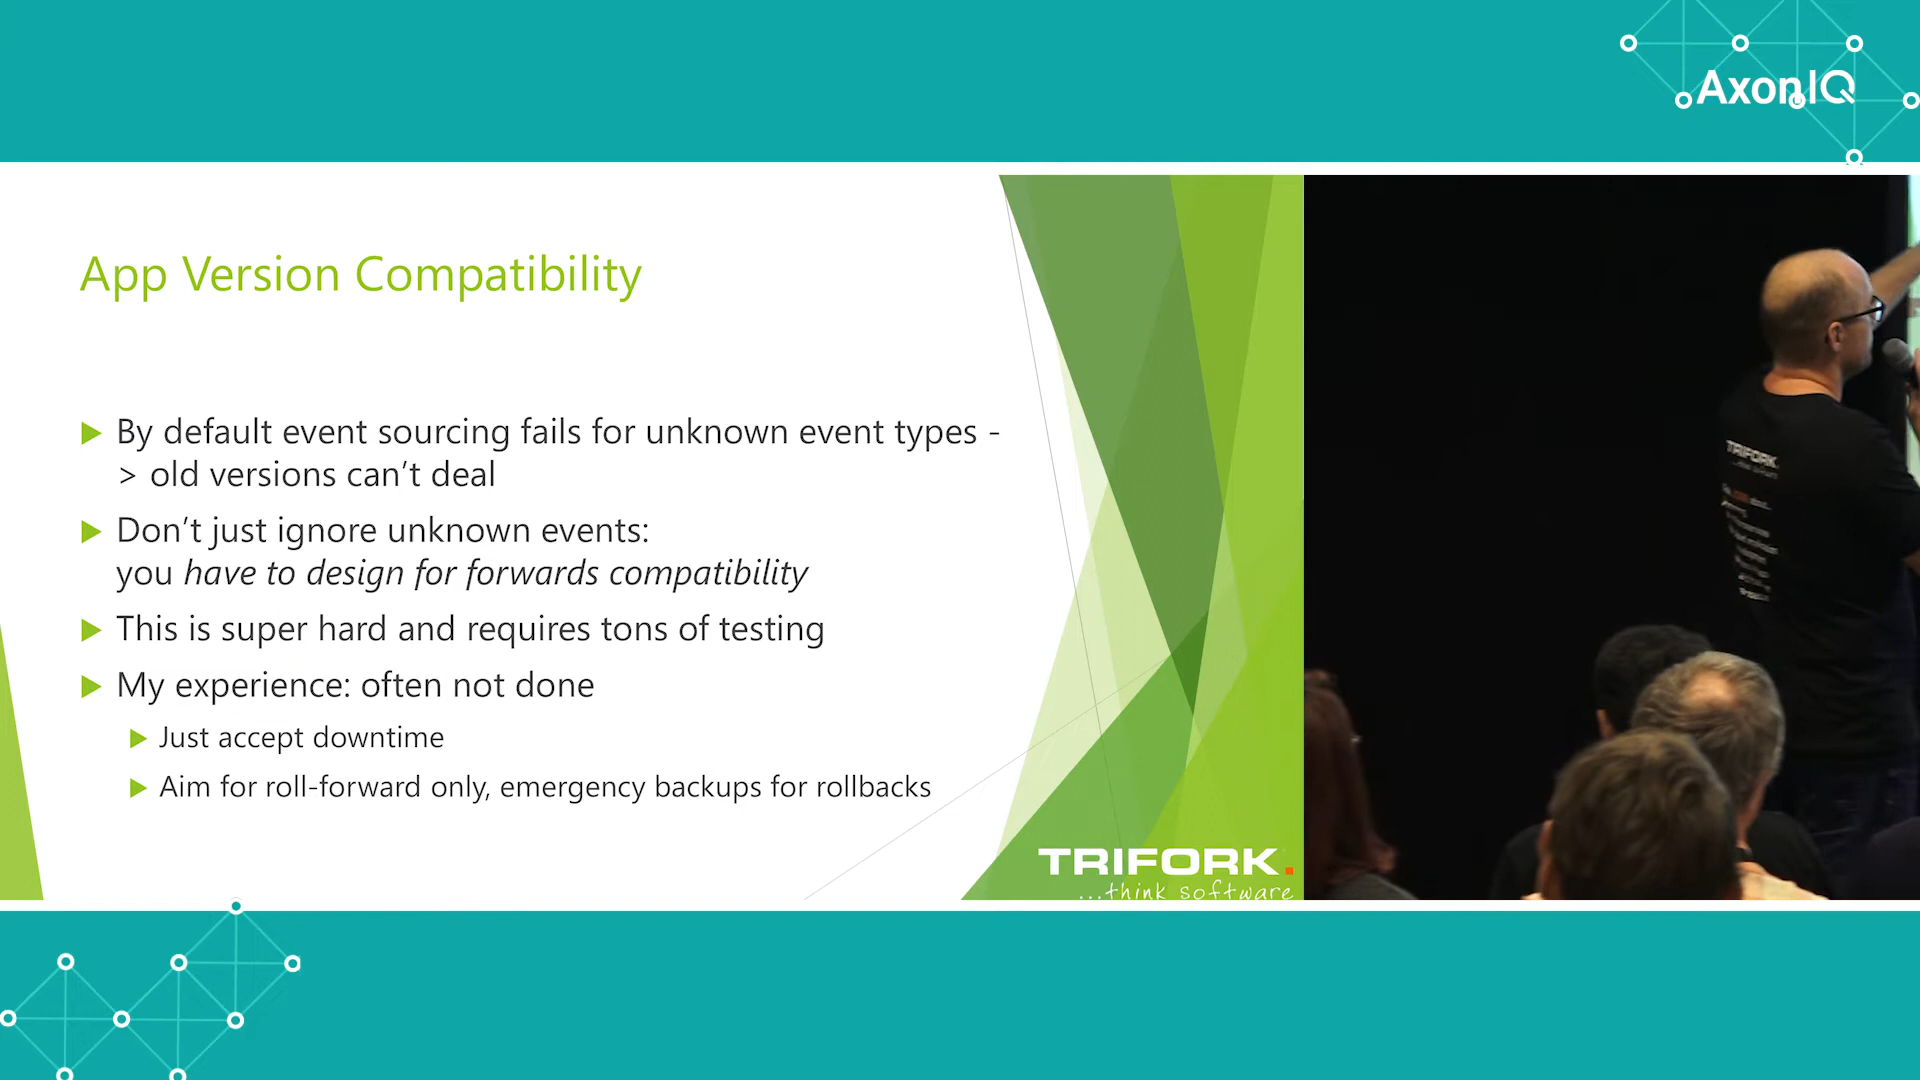 AxonIQ
App Version Compatibility
By default event sourcing fails for unknown event types -
> old versions can’t deal
Don’t just ignore unknown events:
you have to design for forwards compatibility
This is super hard and requires tons of testing
My experience: often not done
Just accept downtime
Aim for roll-forward only, emergency backups for rollbacks
TRIFORK.
...think software
TRIFORK